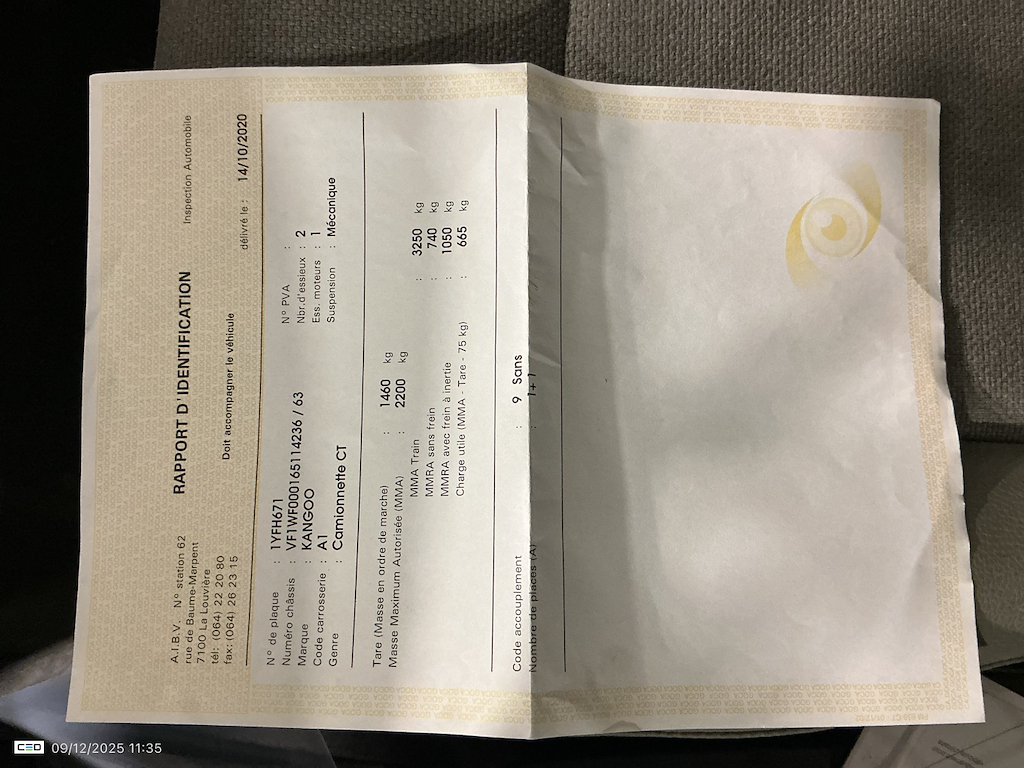 A.I.B.V. N° station 62
rue de Baume-Marpent
7100 La Louvière
tél: (064) 22 20 80
fax: (064) 26 23 15
RAPPORT D'IDENTIFICATION
Doit accompagner le véhicule
Inspection Automobile
délivré le : 14/10/2020
N° de plaque : 1YFH671
N° PVA :
Numéro châssis : VF1WF000165114236 / 63
Nbr.d'essieux : 2
Marque : KANGOO
Ess. moteurs : 1
Code carrosserie : A1
Suspension : Mécanique
Genre : Camionnette CT
Tare (Masse en ordre de marche) : 1460 kg
Masse Maximum Autorisée (MMA) : 2200 kg
MMA Train : 3250 kg
MMRA sans frein : 740 kg
MMRA avec frein à inertie : 1050 kg
Charge utile (MMA - Tare - 75 kg) : 665 kg
Code accouplement : 9 Sans
Nombre de places (A) : 1+1
CEO 09/12/2025 11:35